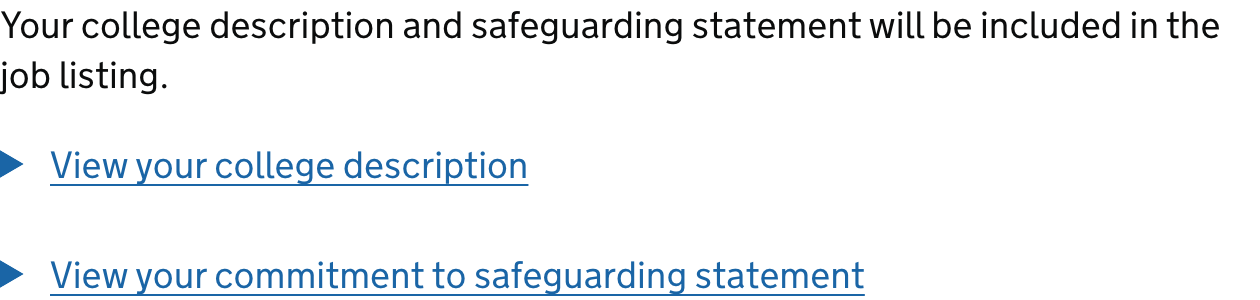 Your college description and safeguarding statement will be included in the
job listing.
View your college description
View your commitment to safeguarding statement